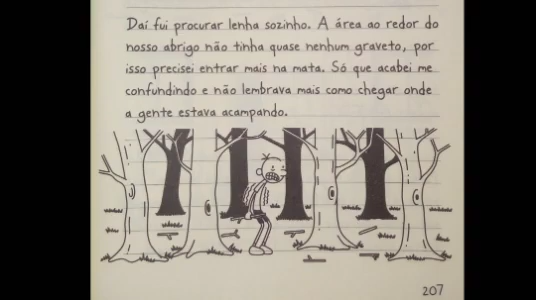 Daí fui procurar lenha sozinho. A área ao redor do
nosso abrigo não tinha quase nenhum graveto, por
isso precisei entrar mais na mata. Só que acabei me
confundindo e não lembrava mais como chegar onde
a gente estava acampando.
207